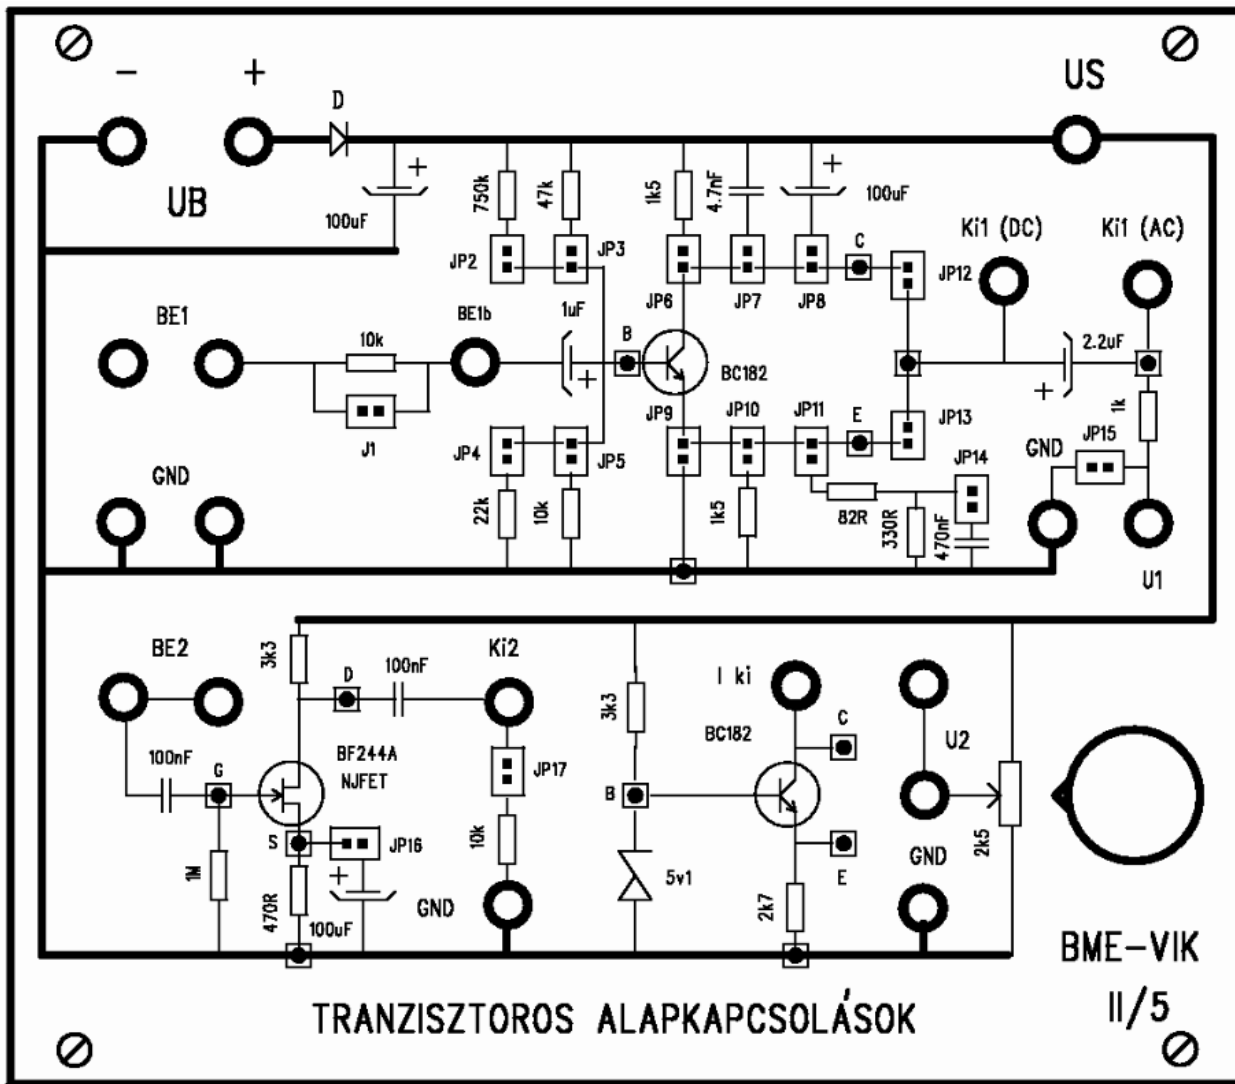 - +
D
US
UB
100uF
+
750k
47k
1k5
4.7nF
+
100uF
Ki1 (DC)
Ki1 (AC)
JP2
JP3
JP6
JP7
JP8
C
JP12
BE1
10k
BE1b
1uF
+
B
BC182
2.2uF
+
J1
JP4
JP5
JP9
JP10
JP11
E
JP13
GND
JP15
1k
GND
22k
10k
1k5
82R
330R
JP14
470nF
U1
BE2
3k3
D
100nF
Ki2
3k3
I ki
C
BC182
U2
100nF
G
BF244A
NJFET
JP17
B
S
JP16
1M
470R
+
100uF
10k
GND
5v1
E
2k7
GND
2k5
BME-VIK
II/5
TRANZISZTOROS ALAPKAPCSOLÁSOK